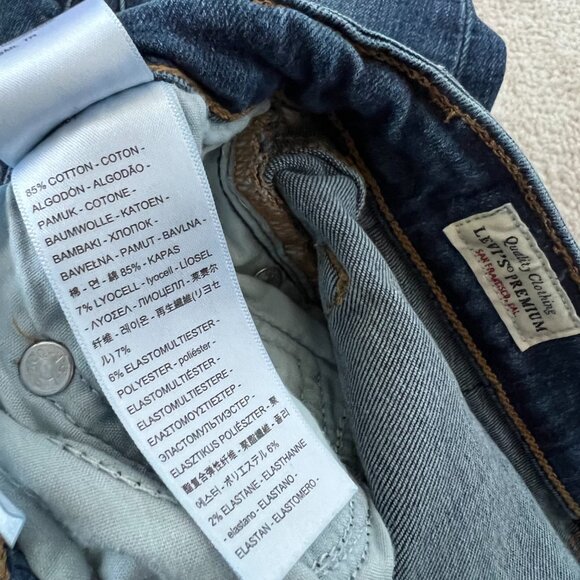 85% COTTON - COTON -
ALGODÓN - ALGODÃO -
PAMUK - COTONE -
BAUMWOLLE - KATOEN -
BAMBAKI - ХЛОПОК -
BAWEŁNA - PAMUT - BAVLNA -
棉 - 면 - 綿 85% - KAPAS
7% LYOCELL - lyocell - LIOSEL
- ΛΥΟΣΕΛ - ЛИОЦЕЛЛ - 莱赛尔
纤维 - 레이온 - 再生繊維 (リヨセ
ル) 7%
6% ELASTOMULTIESTER -
POLYESTER - poliéster -
ELASTOMULTIÉSTER -
ELASTOMULTIESTERE -
ΕΛΑΣΤΟΜΟΥΣΤΙΕΣΤΕΡ -
ЭЛАСТОМУЛЬТИЭСТЕР -
ELASZTIKUS POLIÉSZTER - 聚
酯复合弹性纤维 - 聚酯纖維 - 폴리
에스터 - ポリエステル 6%
2% ELASTANE - ELASTHANNE
- elastano - ELASTANO -
ELASTAN - ELASTOMERO -
Quality Clothing
LEVI'S® PREMIUM
SAN FRANCISCO, CAL.